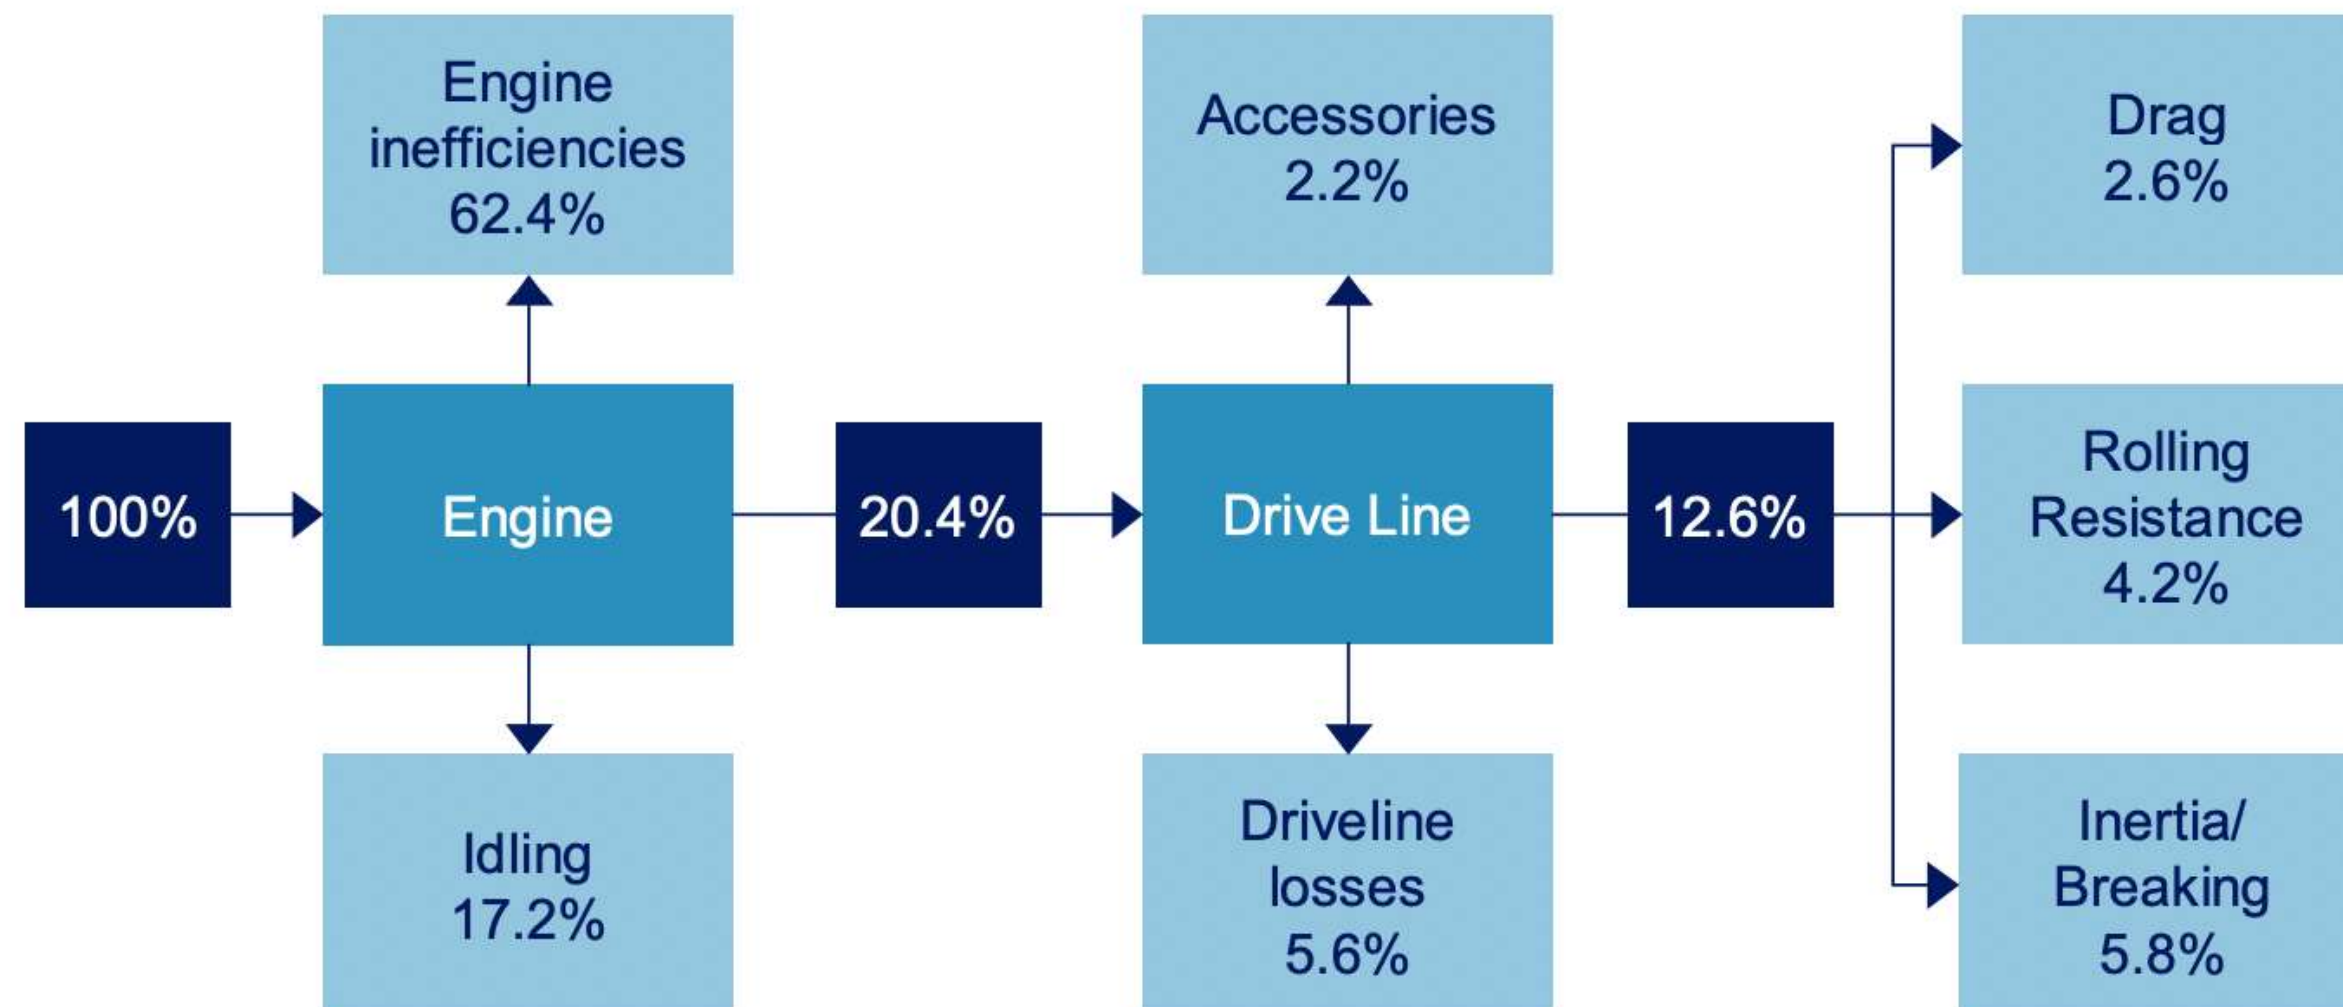 Engine
inefficiencies
62.4%
Accessories
2.2%
Drag
2.6%
100%
Engine
20.4%
Drive Line
12.6%
Rolling
Resistance
4.2%
Idling
17.2%
Driveline
losses
5.6%
Inertia/
Breaking
5.8%